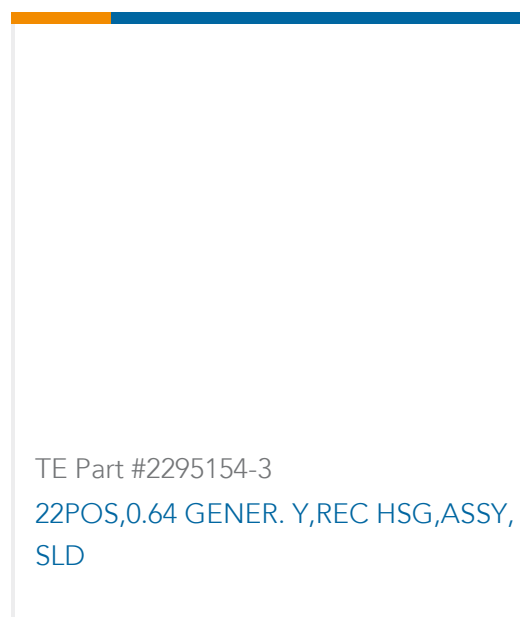 TE Part #2295154-3
22POS,0.64 GENER. Y,REC HSG,ASSY,
SLD